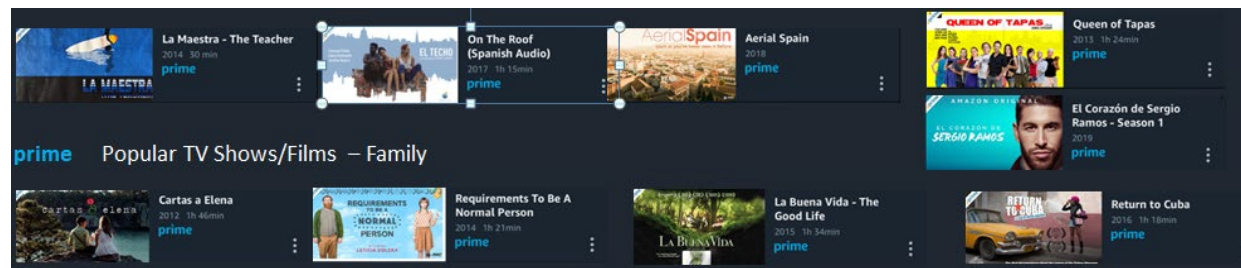 LA MAESTRA
La Maestra - The Teacher
2014 30 min
prime
EL TECHO
On The Roof
(Spanish Audio)
2017 1h 15min
prime
AerialSpain
Aerial Spain
2018
prime
QUEEN OF TAPAS
Queen of Tapas
2013 1h 24min
prime
AMAZON ORIGINAL
EL CORAZÓN DE
SERGIO RAMOS
El Corazón de Sergio
Ramos - Season 1
2019
prime
prime Popular TV Shows/Films – Family
cartas a elena
Cartas a Elena
2012 1h 46min
prime
REQUIREMENTS
TO BE A
NORMAL
PERSON
LETICIA DOLERA
Requirements To Be A
Normal Person
2014 1h 21min
prime
LA BUENA VIDA
La Buena Vida - The
Good Life
2015 1h 34min
prime
RETURN
TO CUBA
Return to Cuba
2016 1h 18min
prime